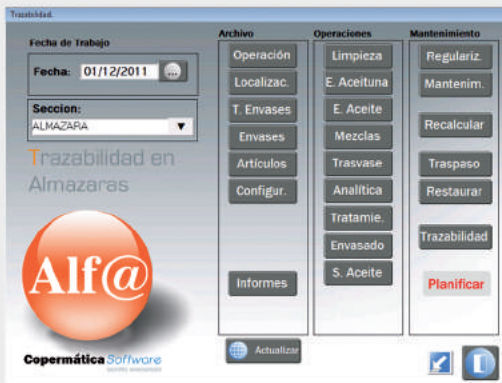 Trazabilidad.
Fecha de Trabajo
Fecha: 01/12/2011 ...
Seccion:
ALMAZARA
Trazabilidad en
Almazaras
Alf@
Copermática Software
Archivo
Operación
Localizac.
T. Envases
Envases
Artículos
Configur.
Informes
Actualizar
Operaciones
Limpieza
E. Aceituna
E. Aceite
Mezclas
Trasvase
Analítica
Tratamie.
Envasado
S. Aceite
Mantenimiento
Regulariz.
Mantenim.
Recalcular
Traspaso
Restaurar
Trazabilidad
Planificar